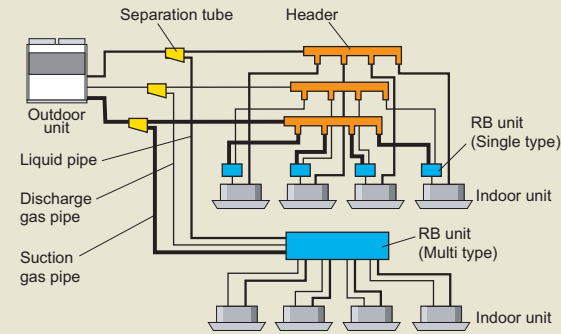 Separation tube
Header
Outdoor
unit
RB unit
(Single type)
Liquid pipe
Indoor unit
Discharge
gas pipe
RB unit
(Multi type)
Suction
gas pipe
Indoor unit